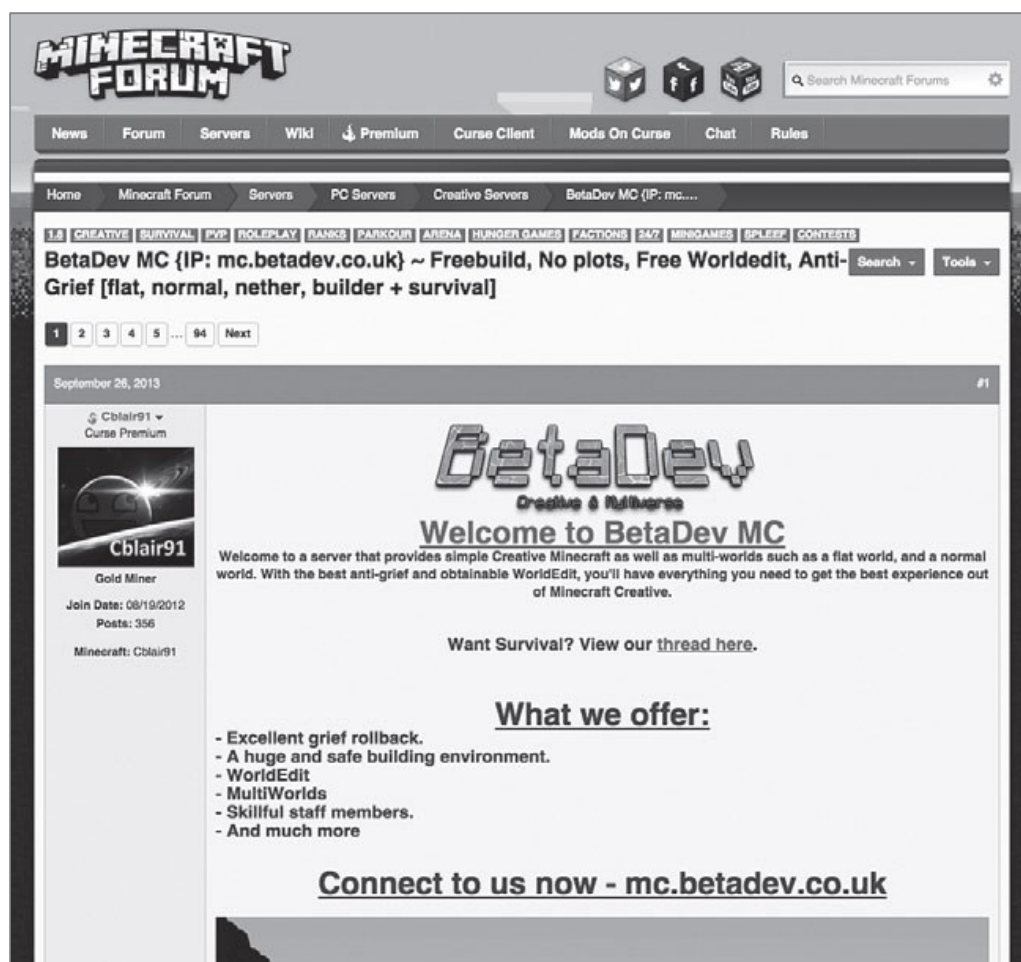 MINECRAFT
FORUM
Search Minecraft Forums
News Forum Servers Wiki Premium Curse Client Mods On Curse Chat Rules
Home Minecraft Forum Servers PC Servers Creative Servers BetaDev MC {IP: mc....
1.8 CREATIVE SURVIVAL PVP ROLEPLAY RANKS PARKOUR ARENA HUNGER GAMES FACTIONS 24/7 MINIGAMES SPLEEF CONTESTS
BetaDev MC {IP: mc.betadev.co.uk} ~ Freebuild, No plots, Free Worldedit, Anti-
Grief [flat, normal, nether, builder + survival]
Search Tools
1 2 3 4 5 ... 94 Next
September 26, 2013 #1
Cblair91
Curse Premium
Cblair91
Gold Miner
Join Date: 08/19/2012
Posts: 356
Minecraft: Cblair91
BetaDev
Creative & Multiverse
Welcome to BetaDev MC
Welcome to a server that provides simple Creative Minecraft as well as multi-worlds such as a flat world, and a normal
world. With the best anti-grief and obtainable WorldEdit, you'll have everything you need to get the best experience out
of Minecraft Creative.
Want Survival? View our thread here.
What we offer:
- Excellent grief rollback.
- A huge and safe building environment.
- WorldEdit
- MultiWorlds
- Skillful staff members.
- And much more
Connect to us now - mc.betadev.co.uk